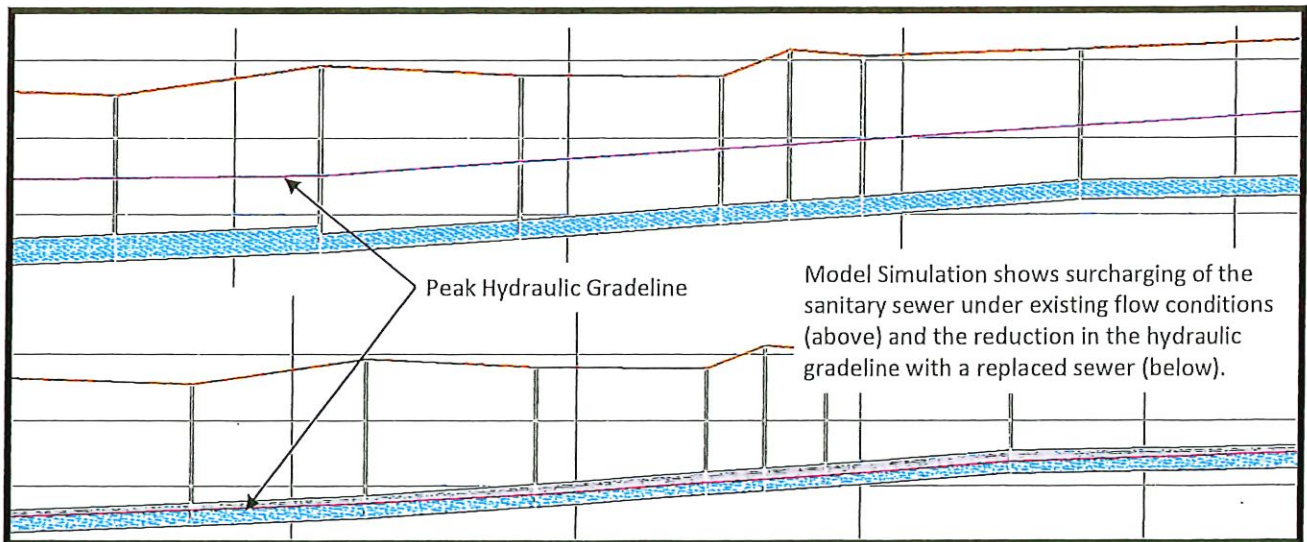 Peak Hydraulic Gradeline
Model Simulation shows surcharging of the
sanitary sewer under existing flow conditions
(above) and the reduction in the hydraulic
gradeline with a replaced sewer (below).